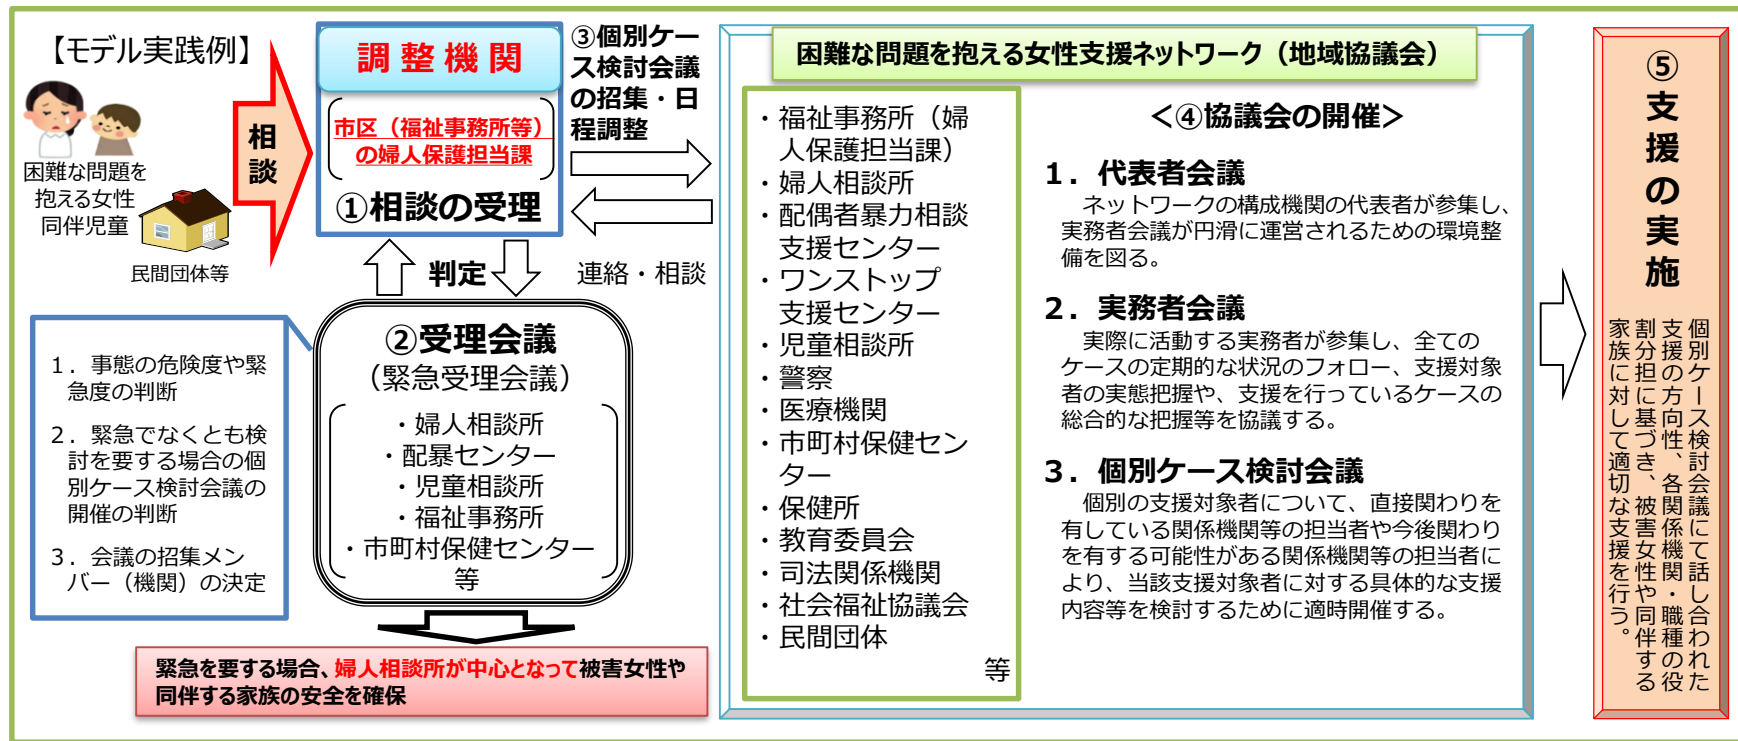 【モデル実践例】
困難な問題を
抱える女性
同伴児童
民間団体等
相
談
調整機関
市区（福祉事務所等）
の婦人保護担当課
①相談の受理
③個別ケー
ス検討会議
の招集・日
程調整
判定
連絡・相談
②受理会議
（緊急受理会議）
・婦人相談所
・配暴センター
・児童相談所
・福祉事務所
・市町村保健センター
等
1．事態の危険度や緊
急度の判断
2．緊急でなくとも検
討を要する場合の個
別ケース検討会議の
開催の判断
3．会議の招集メン
バー（機関）の決定
緊急を要する場合、婦人相談所が中心となって被害女性や
同伴する家族の安全を確保
困難な問題を抱える女性支援ネットワーク（地域協議会）
・福祉事務所（婦
人保護担当課）
・婦人相談所
・配偶者暴力相談
支援センター
・ワンストップ
支援センター
・児童相談所
・警察
・医療機関
・市町村保健セン
ター
・保健所
・教育委員会
・司法関係機関
・社会福祉協議会
・民間団体
等
＜④協議会の開催＞
1．代表者会議
ネットワークの構成機関の代表者が参集し、
実務者会議が円滑に運営されるための環境整
備を図る。
2．実務者会議
実際に活動する実務者が参集し、全ての
ケースの定期的な状況のフォロー、支援対象
者の実態把握や、支援を行っているケースの
総合的な把握等を協議する。
3．個別ケース検討会議
個別の支援対象者について、直接関わりを
有している関係機関等の担当者や今後関わり
を有する可能性がある関係機関等の担当者に
より、当該支援対象者に対する具体的な支援
内容等を検討するために適時開催する。
⑤支援の実施
個別ケース検討会議にて話し合われた
支援の方向性、各関係機関・職種の役
割分担に基づき、被害女性や同伴する
家族に対して適切な支援を行う。